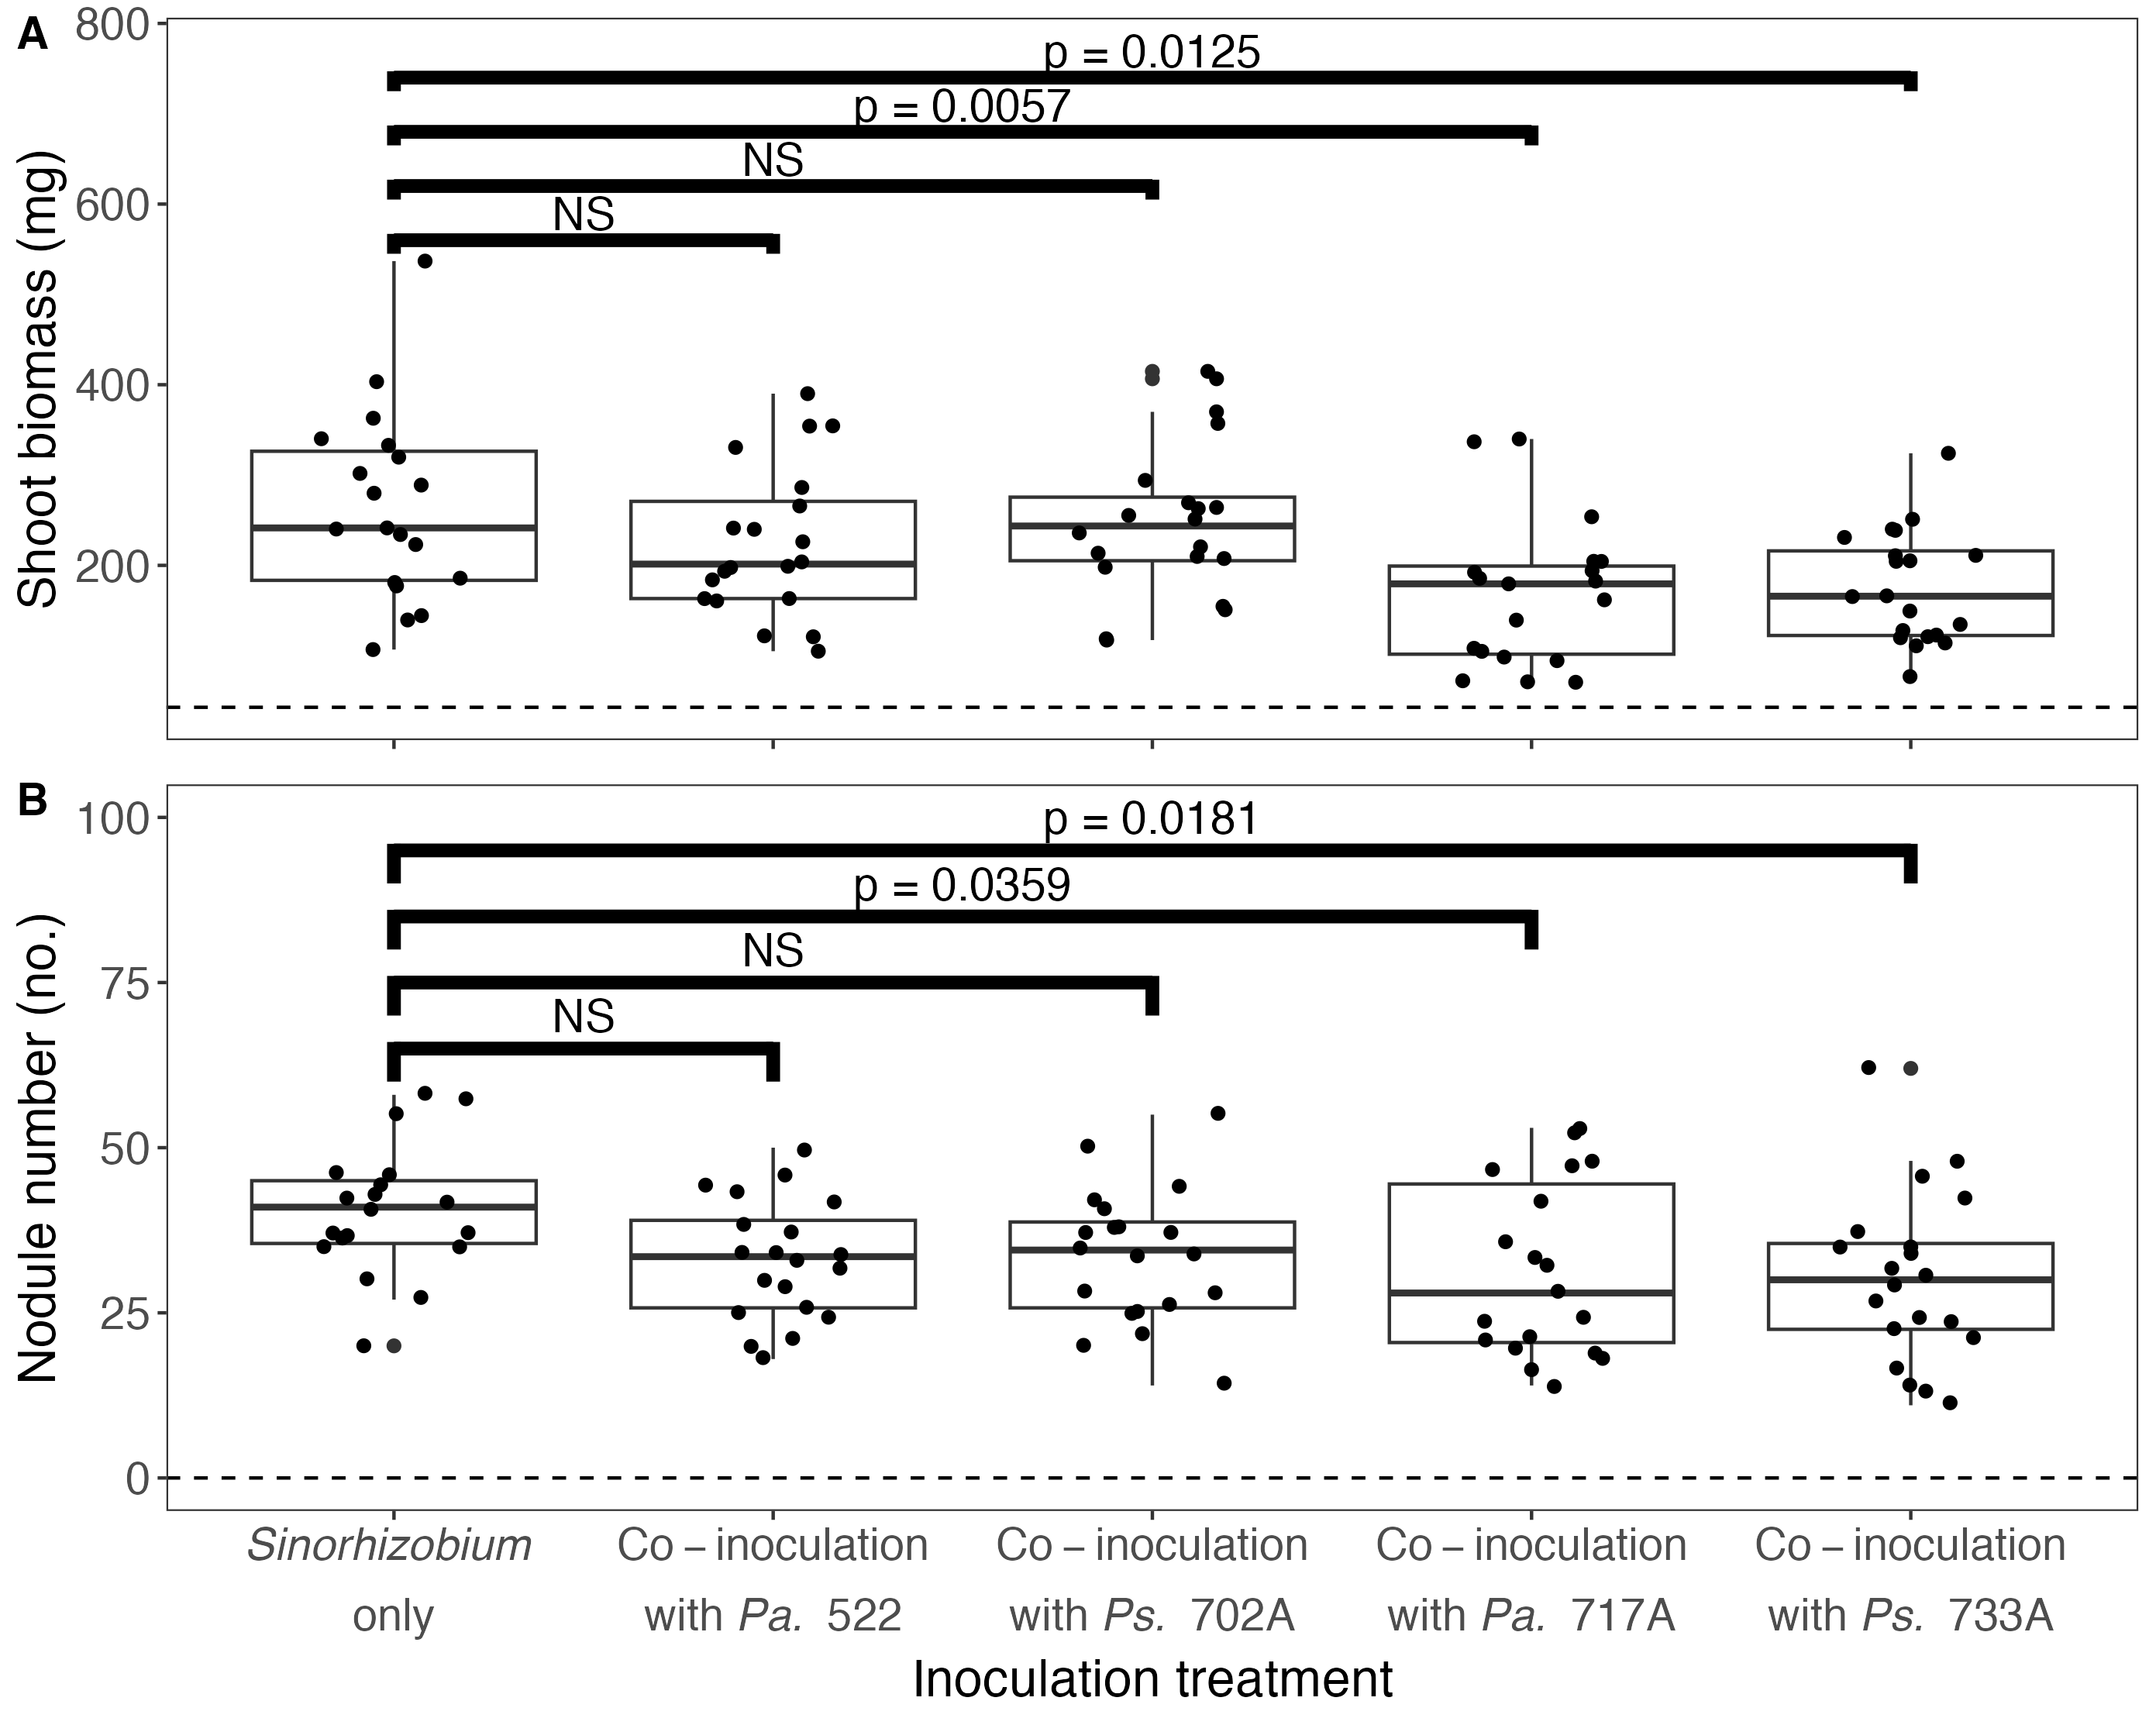 A
800
600
400
200
Shoot biomass (mg)
p = 0.0125
p = 0.0057
NS
NS
B
100
75
50
25
0
Nodule number (no.)
p = 0.0181
p = 0.0359
NS
NS
Sinorhizobium only
Co – inoculation with Pa. 522
Co – inoculation with Ps. 702A
Co – inoculation with Pa. 717A
Co – inoculation with Ps. 733A
Inoculation treatment